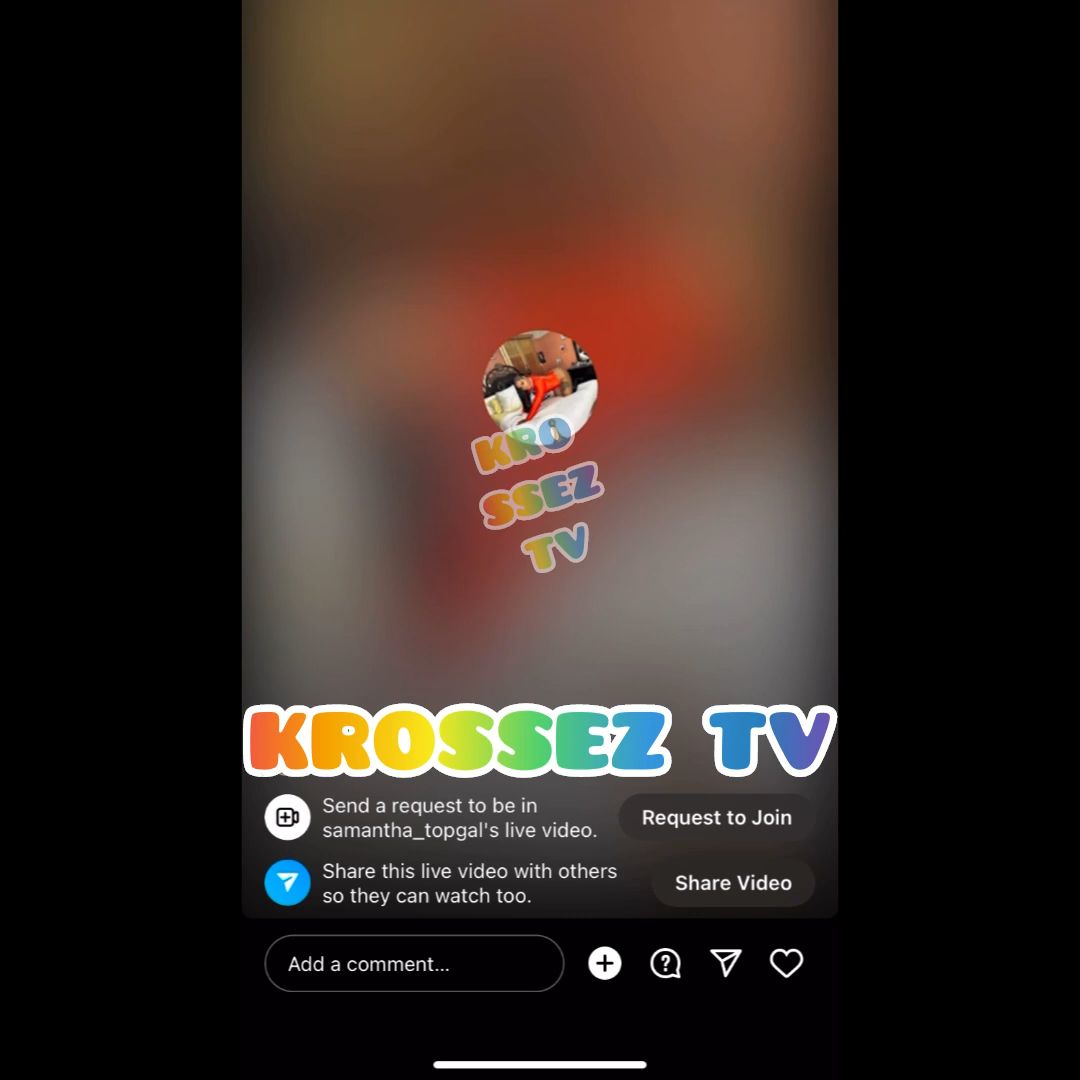 KRO
SSEZ
TV
KROSSEZ TV
Send a request to be in
samantha_topgal's live video.
Request to Join
Share this live video with others
so they can watch too.
Share Video
Add a comment...